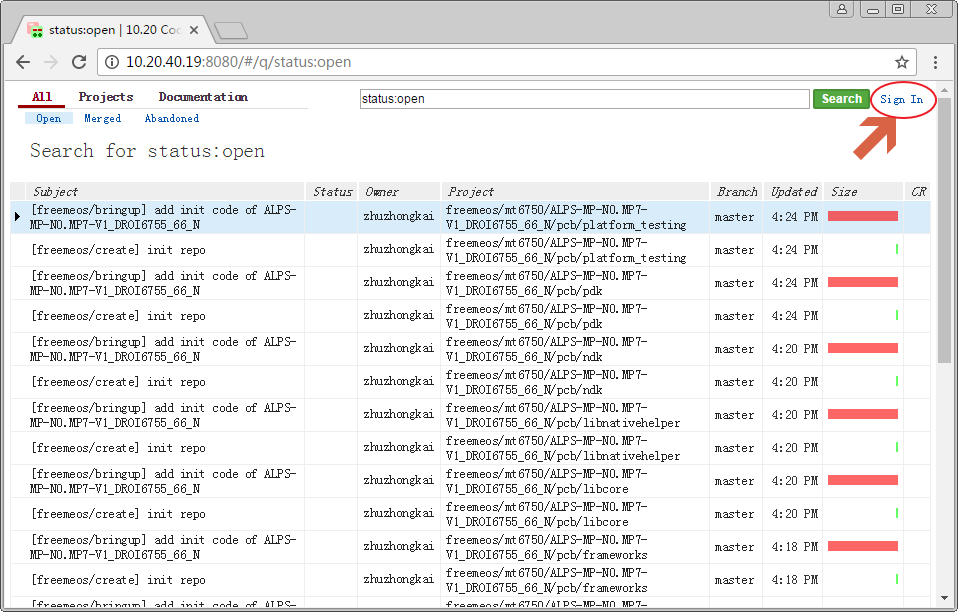 status:open | 10.20 Co
10.20.40.19:8080/#/q/status:open
All Projects Documentation
status:open Search Sign In
Open Merged Abandoned
Search for status:open
Subject Status Owner Project Branch Updated Size CR
[freemeos/bringup] add init code of ALPS-
MP-N0.MP7-V1_DROI6755_66_N
zhuzhongkai
freemeos/mt6750/ALPS-MP-N0.MP7-
V1_DROI6755_66_N/pcb/platform_testing
master 4:24 PM
[freemeos/create] init repo
zhuzhongkai
freemeos/mt6750/ALPS-MP-N0.MP7-
V1_DROI6755_66_N/pcb/platform_testing
master 4:24 PM
[freemeos/bringup] add init code of ALPS-
MP-N0.MP7-V1_DROI6755_66_N
zhuzhongkai
freemeos/mt6750/ALPS-MP-N0.MP7-
V1_DROI6755_66_N/pcb/pdk
master 4:24 PM
[freemeos/create] init repo
zhuzhongkai
freemeos/mt6750/ALPS-MP-N0.MP7-
V1_DROI6755_66_N/pcb/pdk
master 4:24 PM
[freemeos/bringup] add init code of ALPS-
MP-N0.MP7-V1_DROI6755_66_N
zhuzhongkai
freemeos/mt6750/ALPS-MP-N0.MP7-
V1_DROI6755_66_N/pcb/ndk
master 4:20 PM
[freemeos/create] init repo
zhuzhongkai
freemeos/mt6750/ALPS-MP-N0.MP7-
V1_DROI6755_66_N/pcb/ndk
master 4:20 PM
[freemeos/bringup] add init code of ALPS-
MP-N0.MP7-V1_DROI6755_66_N
zhuzhongkai
freemeos/mt6750/ALPS-MP-N0.MP7-
V1_DROI6755_66_N/pcb/libnativehelper
master 4:20 PM
[freemeos/create] init repo
zhuzhongkai
freemeos/mt6750/ALPS-MP-N0.MP7-
V1_DROI6755_66_N/pcb/libnativehelper
master 4:20 PM
[freemeos/bringup] add init code of ALPS-
MP-N0.MP7-V1_DROI6755_66_N
zhuzhongkai
freemeos/mt6750/ALPS-MP-N0.MP7-
V1_DROI6755_66_N/pcb/libcore
master 4:20 PM
[freemeos/create] init repo
zhuzhongkai
freemeos/mt6750/ALPS-MP-N0.MP7-
V1_DROI6755_66_N/pcb/libcore
master 4:20 PM
[freemeos/bringup] add init code of ALPS-
MP-N0.MP7-V1_DROI6755_66_N
zhuzhongkai
freemeos/mt6750/ALPS-MP-N0.MP7-
V1_DROI6755_66_N/pcb/frameworks
master 4:18 PM
[freemeos/create] init repo
zhuzhongkai
freemeos/mt6750/ALPS-MP-N0.MP7-
V1_DROI6755_66_N/pcb/frameworks
master 4:18 PM
[freemeos/bringup] add init code of ALPS-
freemeos/mt6750/ALPS-MP-N0.MP7-